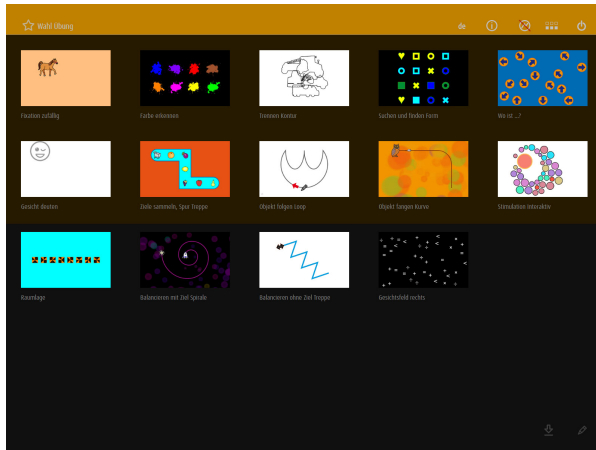 Wahl Übung
de
Fixation zufällig
Farbe erkennen
Trennen Kontur
Suchen und finden Form
Wo ist ...?
Gesicht deuten
Ziele sammeln, Spur Treppe
Objekt folgen Loop
Objekt fangen Kurve
Stimulation Interaktiv
Raumlage
Balancieren mit Ziel Spirale
Balancieren ohne Ziel Treppe
Gesichtsfeld rechts